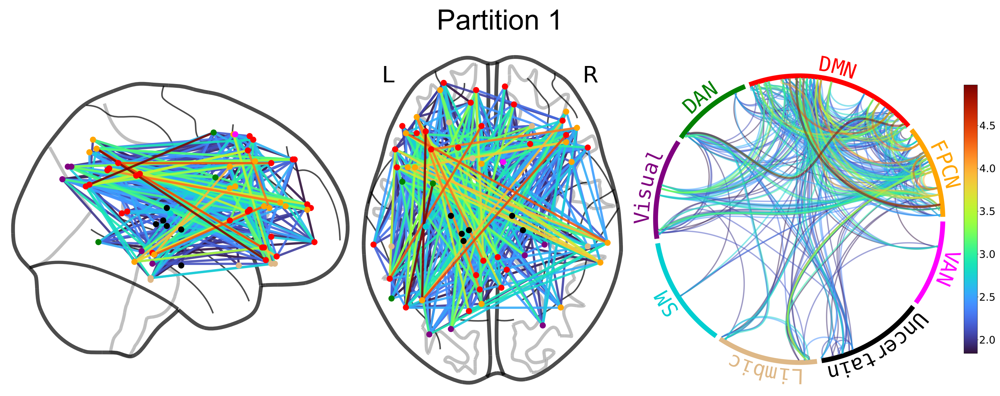 Partition 1
L
R
DMN
DAN
FPCN
Visual
VAN
SM
Uncertain
Limbic
4.5
4.0
3.5
3.0
2.5
2.0